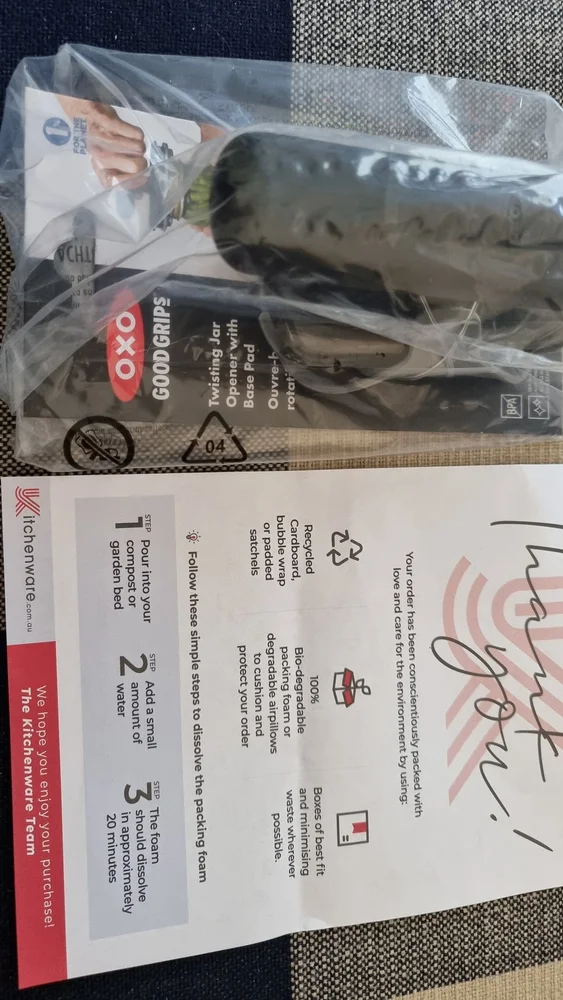 OXO
GOOD GRIPS
Twisting Jar
Opener with
Base Pad
BPA
04
Thank
you!
Your order has been conscientiously packed with
love and care for the environment by using:
Recycled
Cardboard,
bubble wrap
or padded
satchels
100%
Bio-degradable
packing foam or
degradable airpillows
to cushion and
protect your order
Boxes of best fit
and minimising
waste wherever
possible.
Follow these simple steps to dissolve the packing foam
STEP
1
Pour into your
compost or
garden bed
STEP
2
Add a small
amount of
water
STEP
3
The foam
should dissolve
in approximately
20 minutes
Kitchenware.com.au
We hope you enjoy your purchase!
The Kitchenware Team